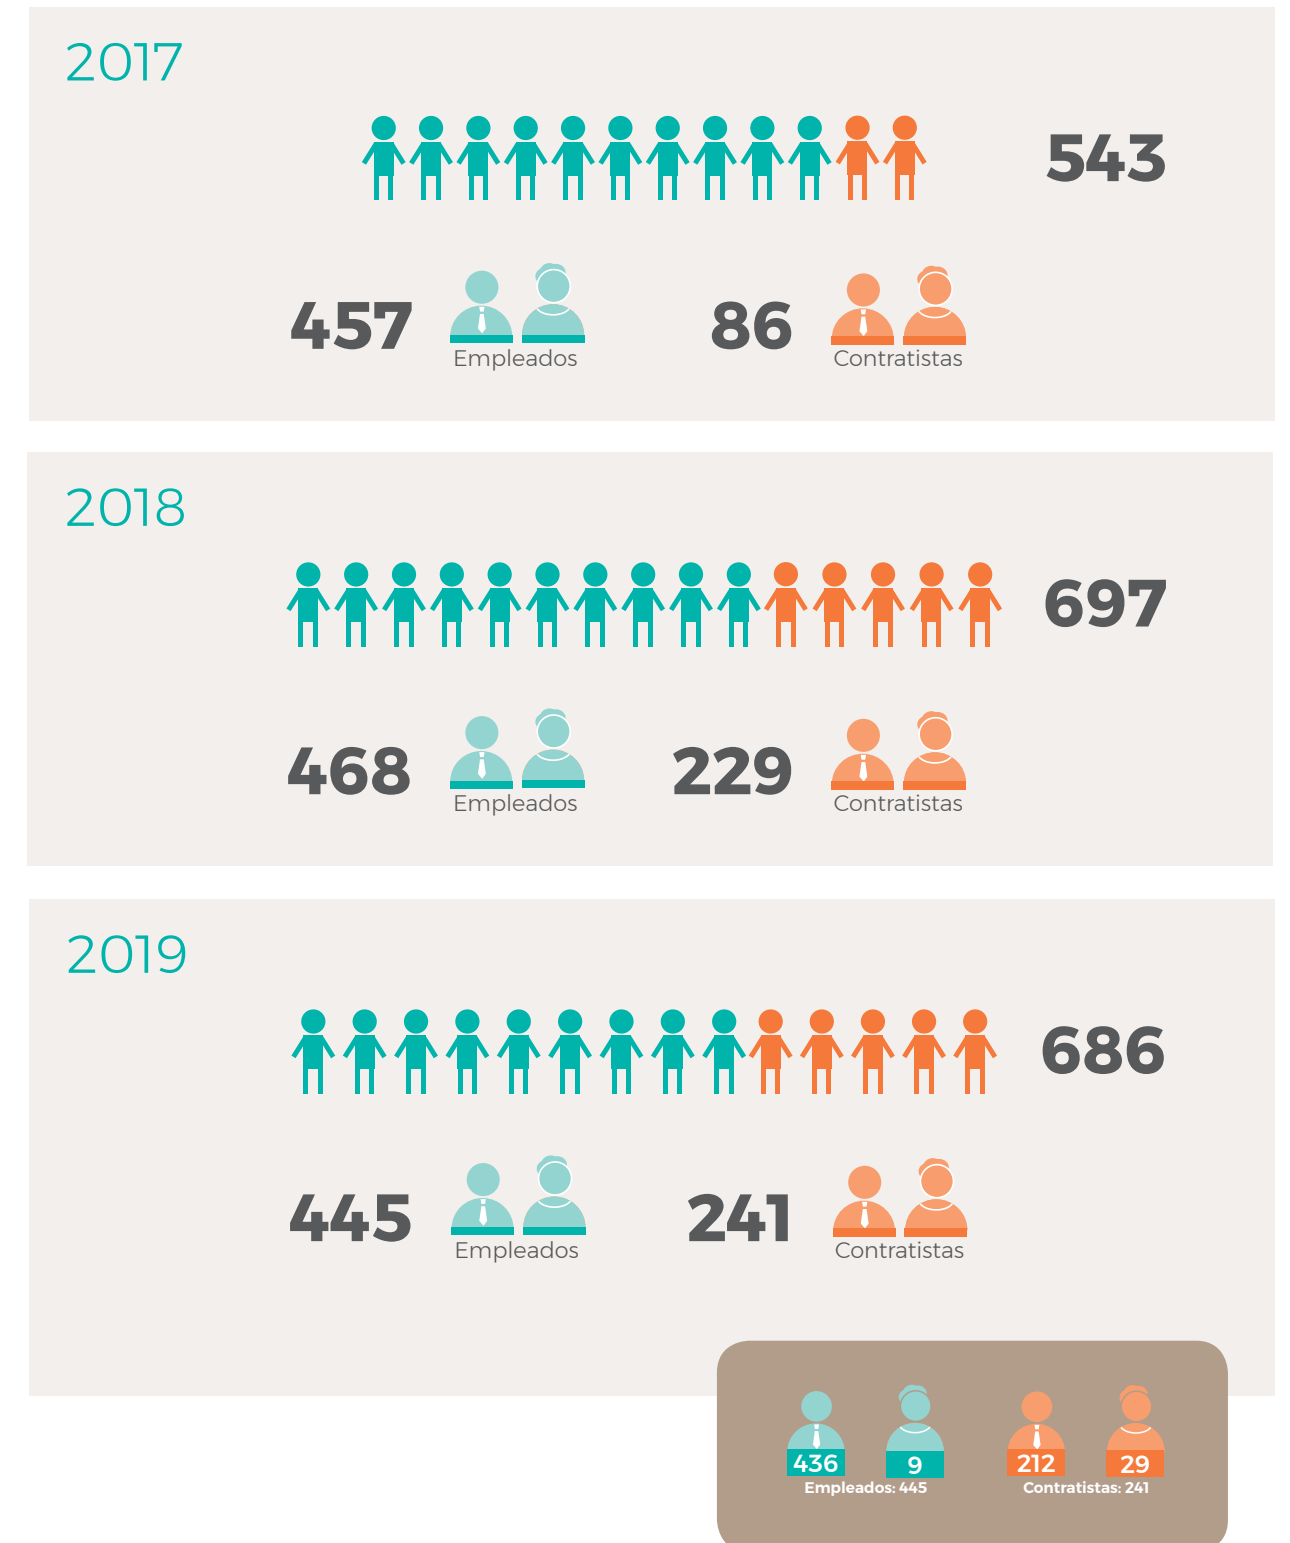 2017
543
457
Empleados
86
Contratistas
2018
697
468
Empleados
229
Contratistas
2019
686
445
Empleados
241
Contratistas
436 9 212 29
Empleados: 445 Contratistas: 241